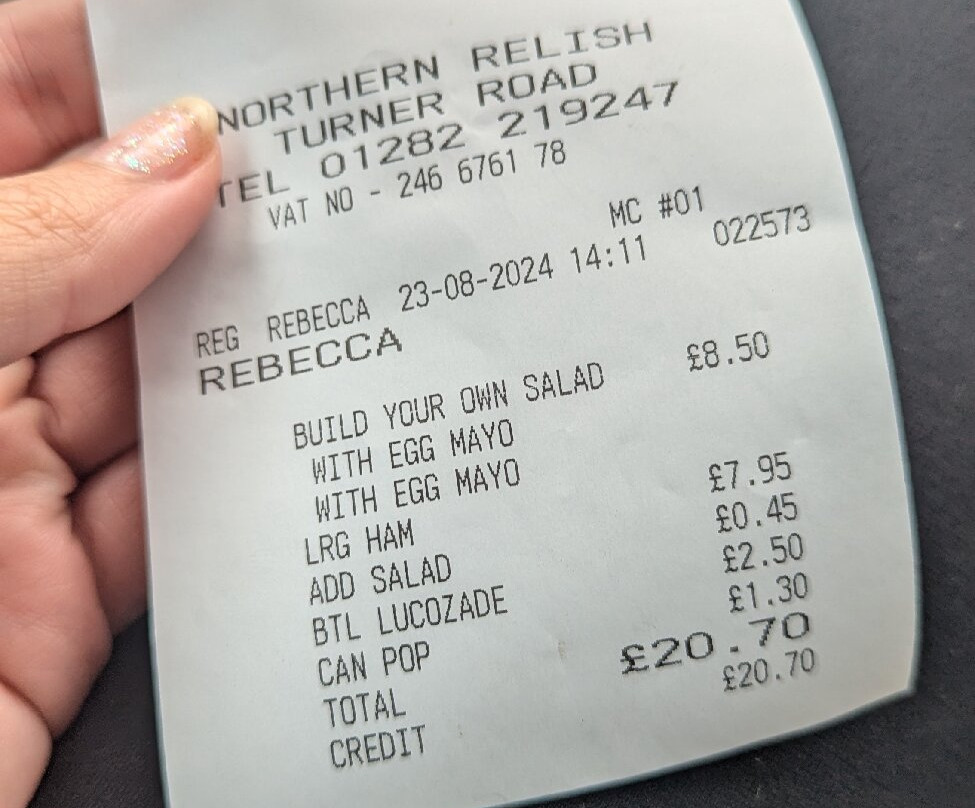 NORTHERN RELISH
TURNER ROAD
TEL 01282 219247
VAT NO - 246 6761 78
MC #01
REG REBECCA 23-08-2024 14:11 022573
REBECCA
BUILD YOUR OWN SALAD £8.50
WITH EGG MAYO
WITH EGG MAYO
LRG HAM £7.95
ADD SALAD £0.45
BTL LUCOZADE £2.50
CAN POP £1.30
TOTAL £20.70
CREDIT £20.70